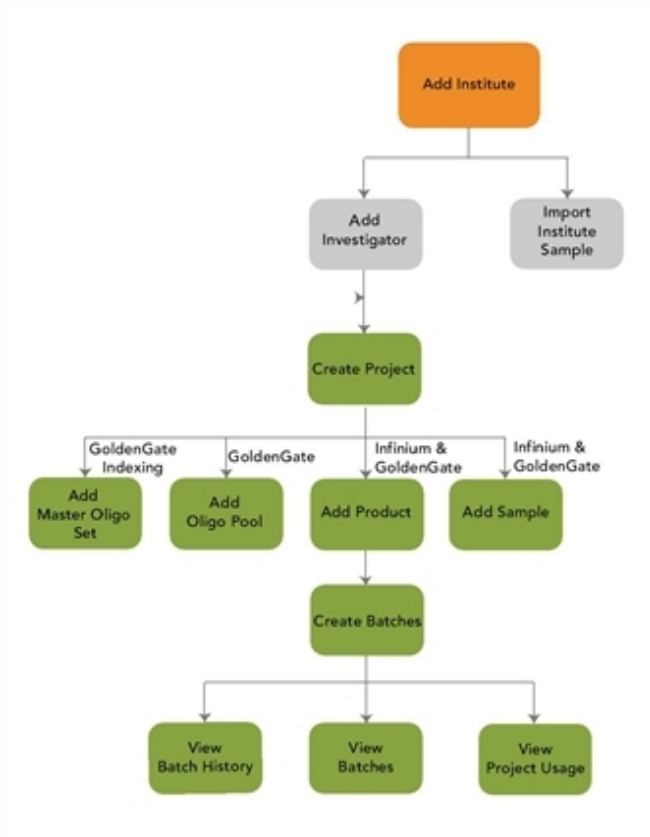 Add Institute
Add
Investigator
Import
Institute
Sample
Create Project
GoldenGate
Indexing
GoldenGate
Infinium &
GoldenGate
Infinium &
GoldenGate
Add
Master Oligo
Set
Add
Oligo Pool
Add Product
Add Sample
Create Batches
View
Batch History
View
Batches
View
Project Usage